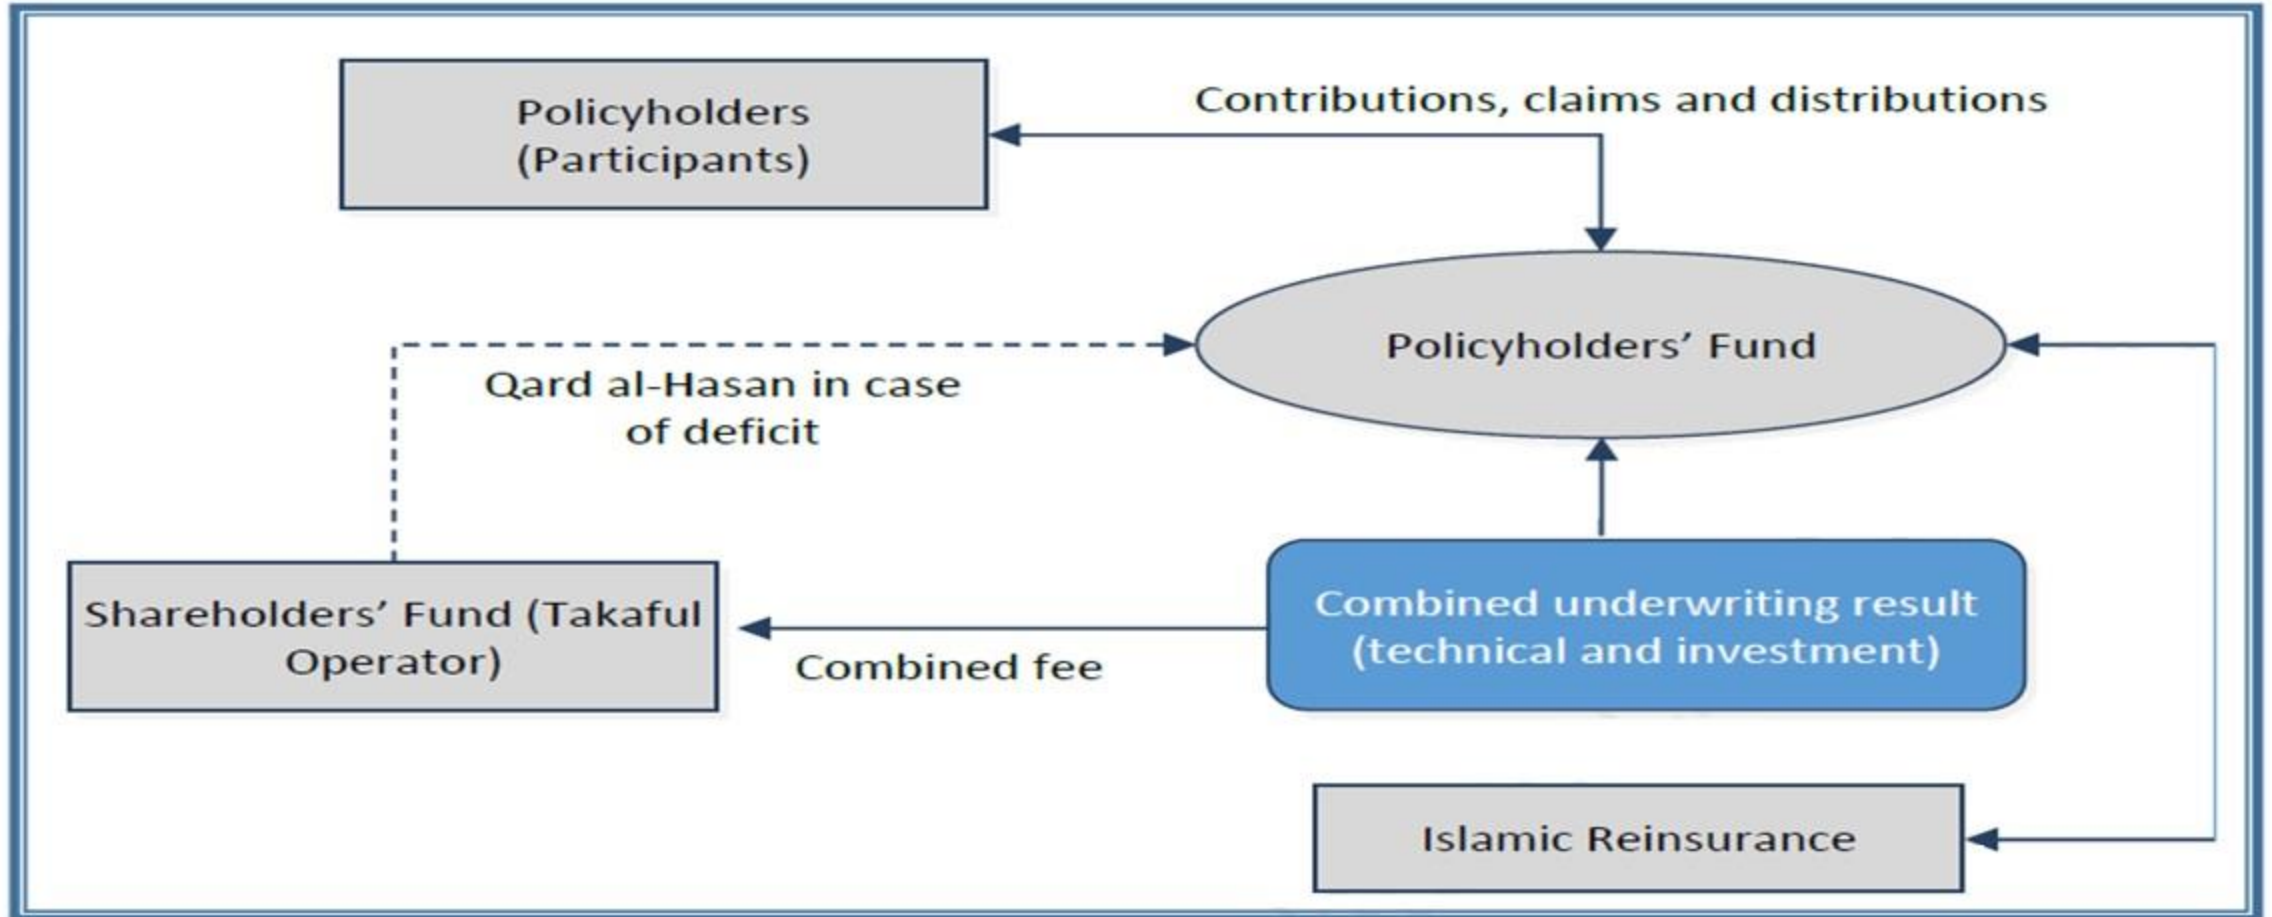 Policyholders
(Participants)
Contributions, claims and distributions
Policyholders’ Fund
Qard al-Hasan in case
of deficit
Shareholders’ Fund (Takaful
Operator)
Combined fee
Combined underwriting result
(technical and investment)
Islamic Reinsurance